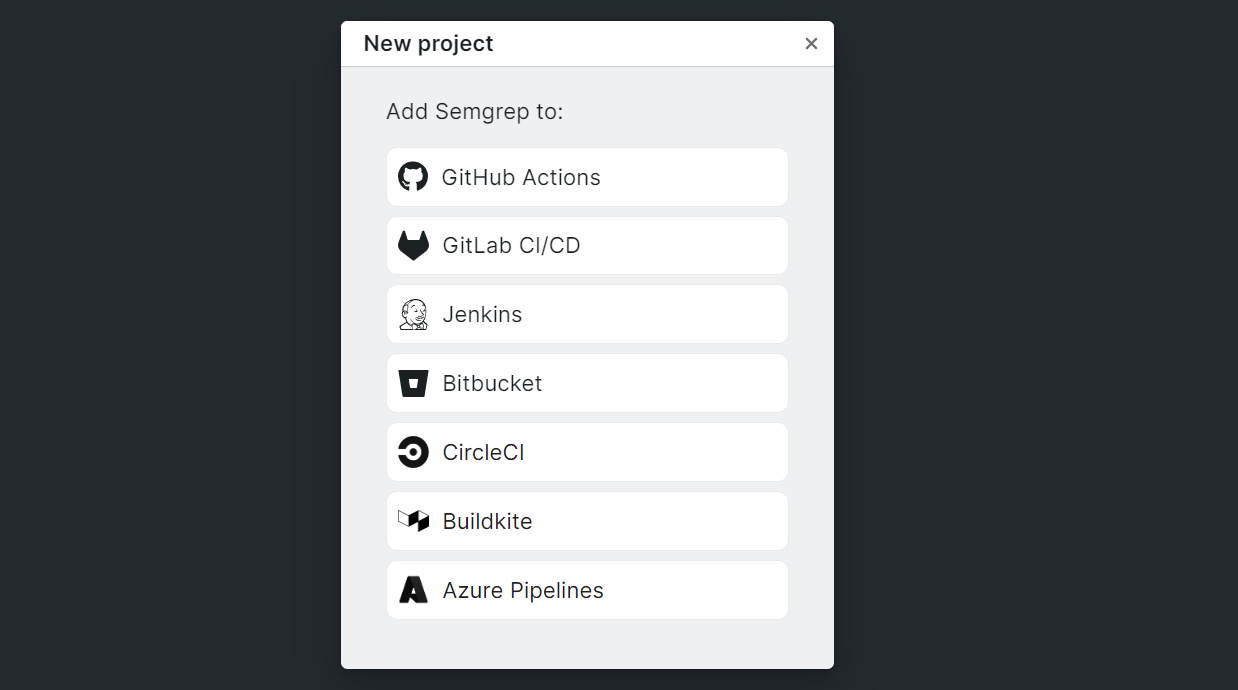 New project
Add Semgrep to:
GitHub Actions
GitLab CI/CD
Jenkins
Bitbucket
CircleCI
Buildkite
Azure Pipelines